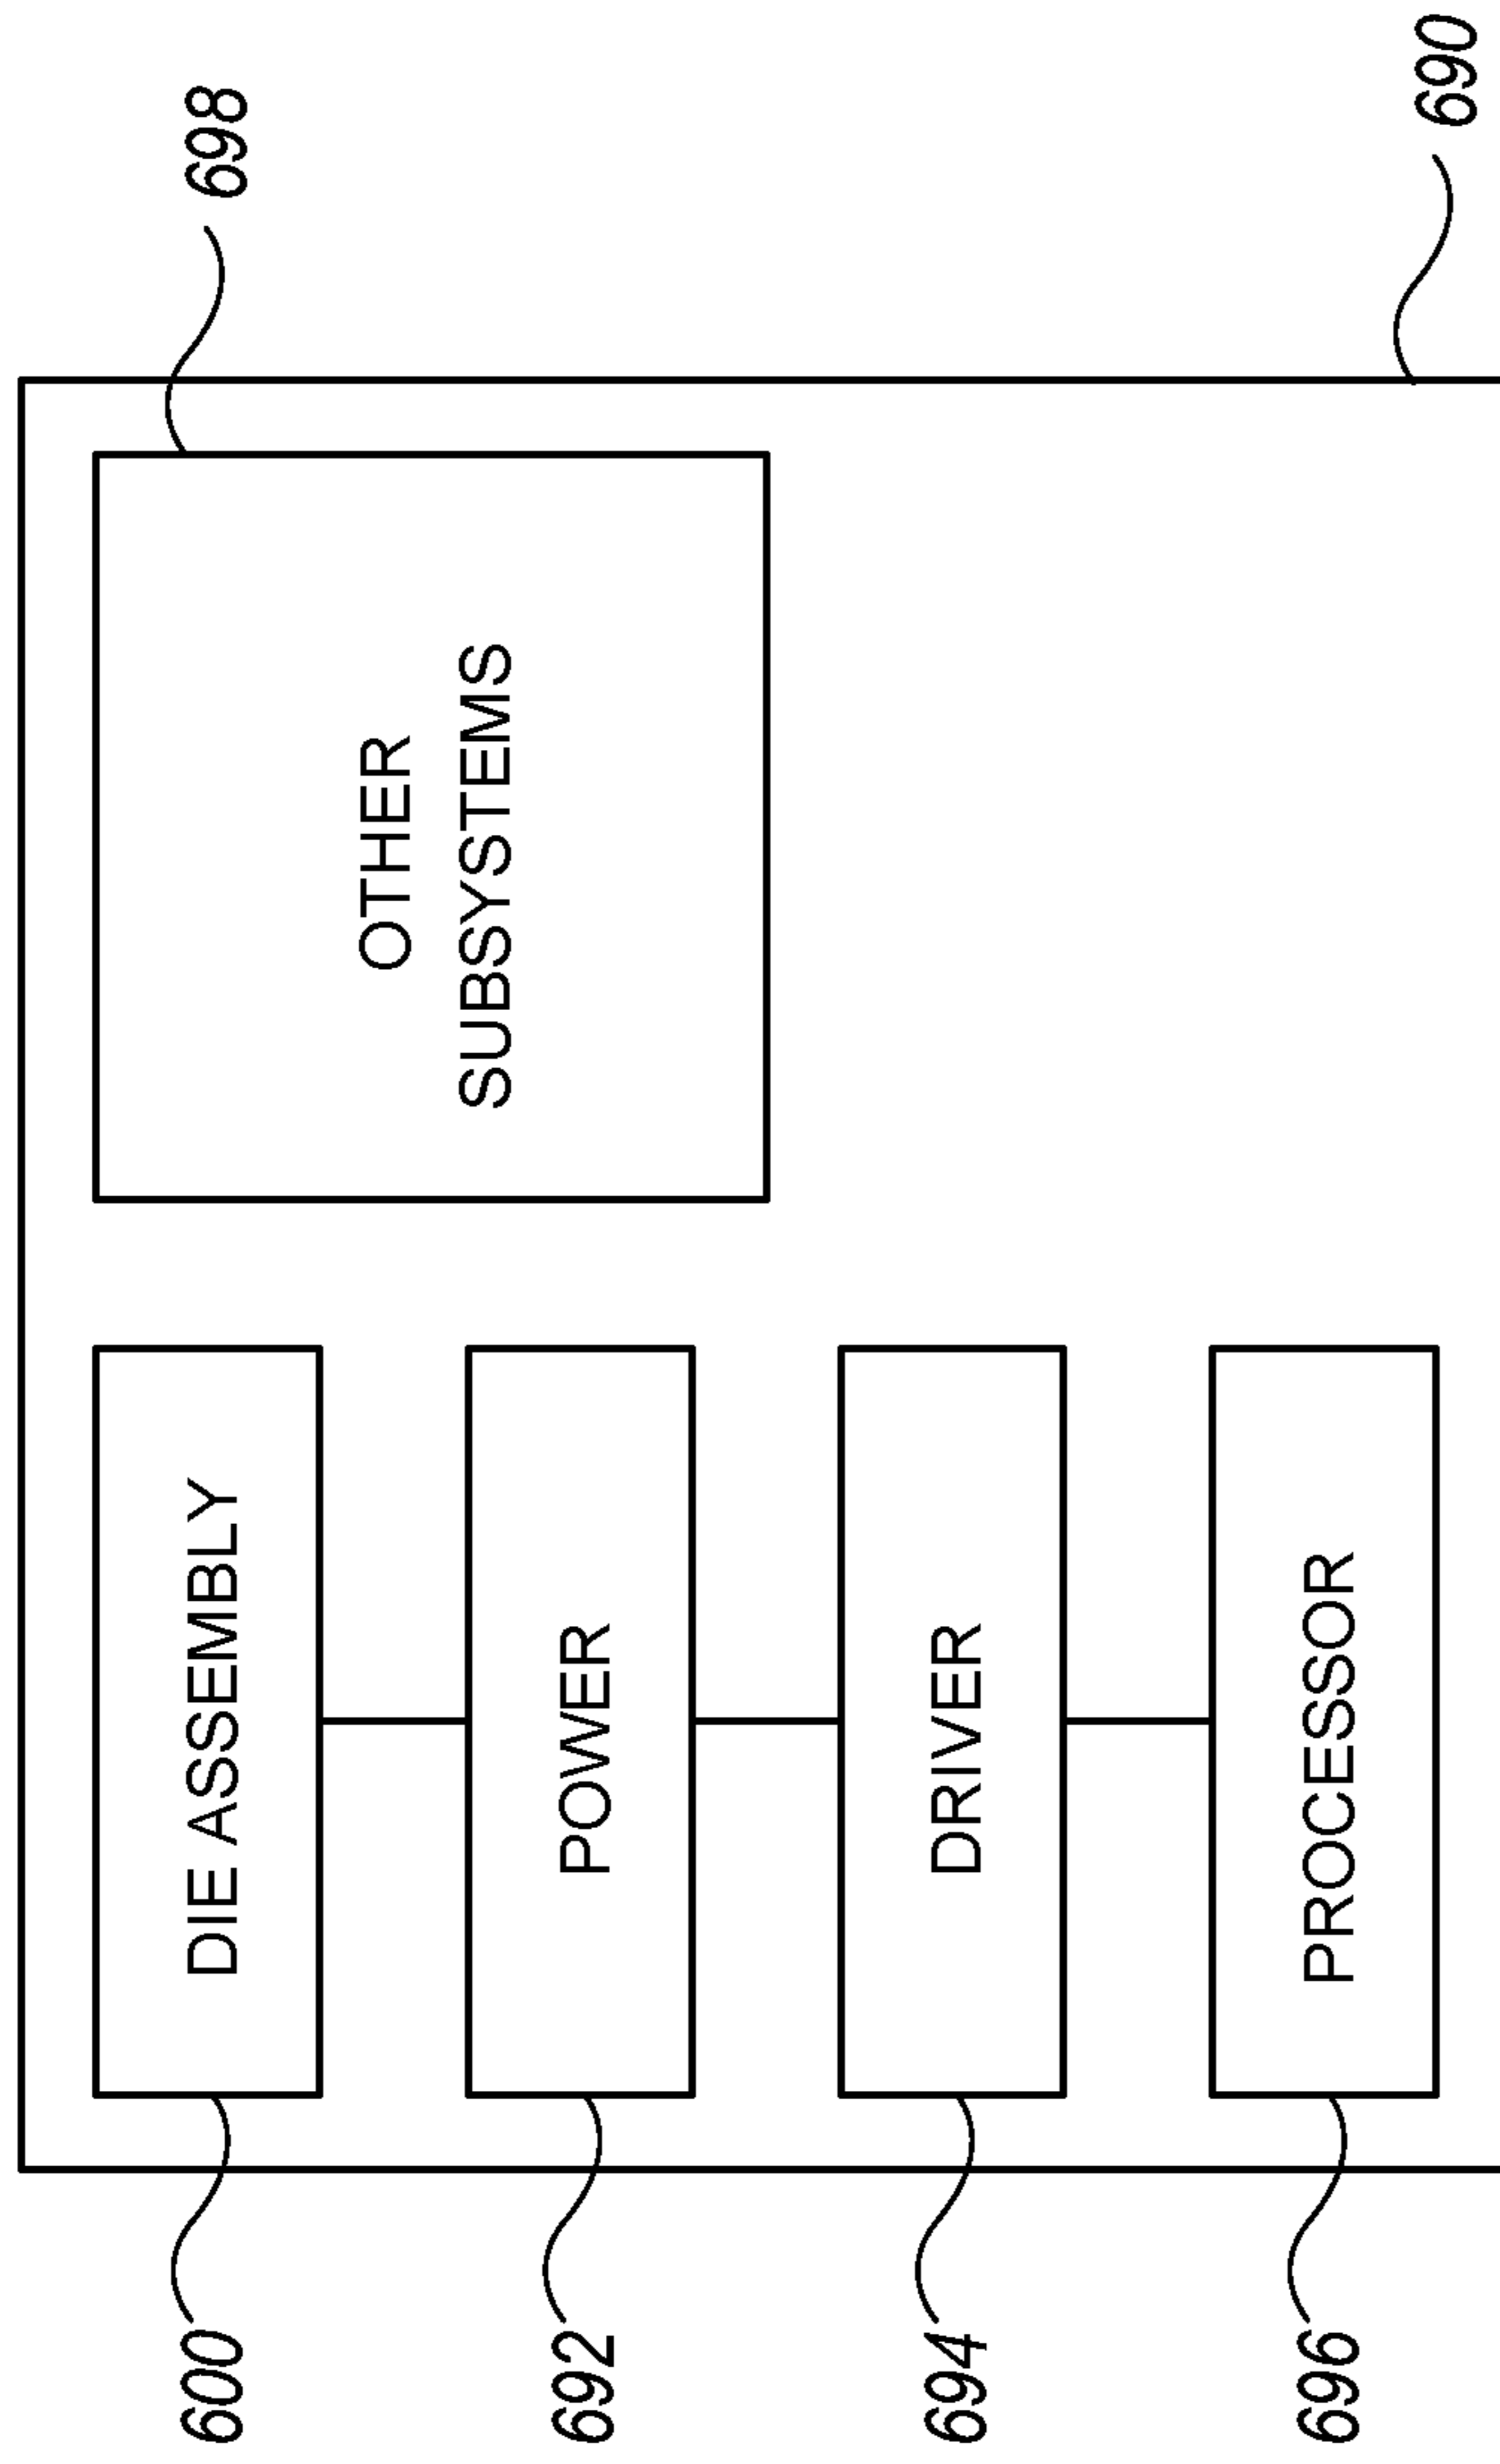 600
DIE ASSEMBLY
692
POWER
694
DRIVER
696
PROCESSOR
OTHER
SUBSYSTEMS
698
690